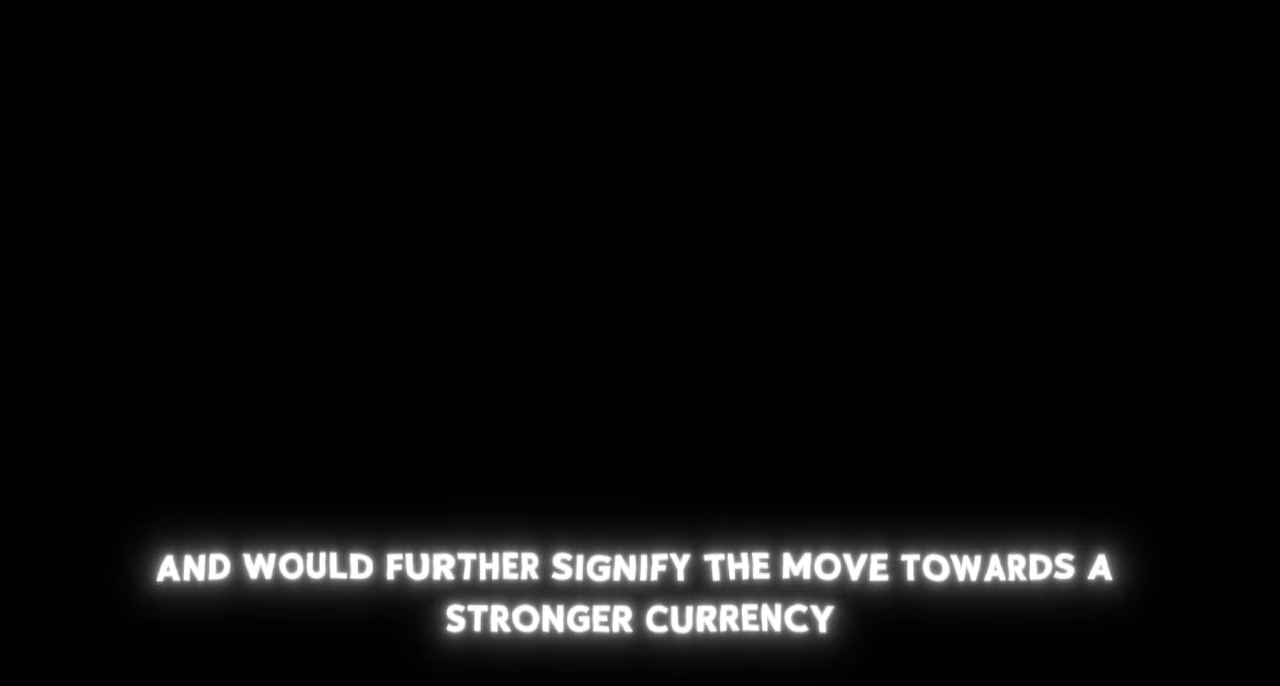 AND WOULD FURTHER SIGNIFY THE MOVE TOWARDS A
STRONGER CURRENCY